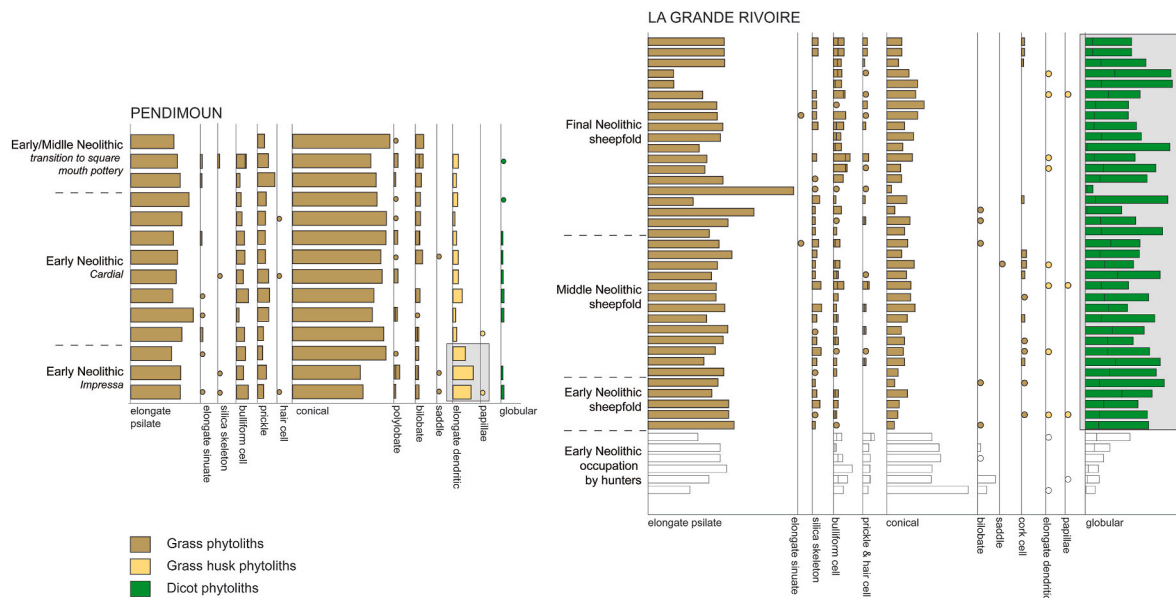 LA GRANDE RIVOIRE
PENDIMOUN
Early/Middle Neolithic
transition to square
mouth pottery
Early Neolithic
Cardial
Early Neolithic
Impressa
elongate
psilate
elongate sinuate
silica skeleton
bulliform cell
prickle
hair cell
conical
polylobate
bilobate
saddle
elongate dendritic
papillae
globular
Final Neolithic
sheepfold
Middle Neolithic
sheepfold
Early Neolithic
sheepfold
Early Neolithic
occupation
by hunters
elongate psilate
elongate sinuate
silica skeleton
bulliform cell
prickle & hair cell
conical
bilobate
saddle
cork cell
elongate dendritic
papillae
globular
Grass phytoliths
Grass husk phytoliths
Dicot phytoliths